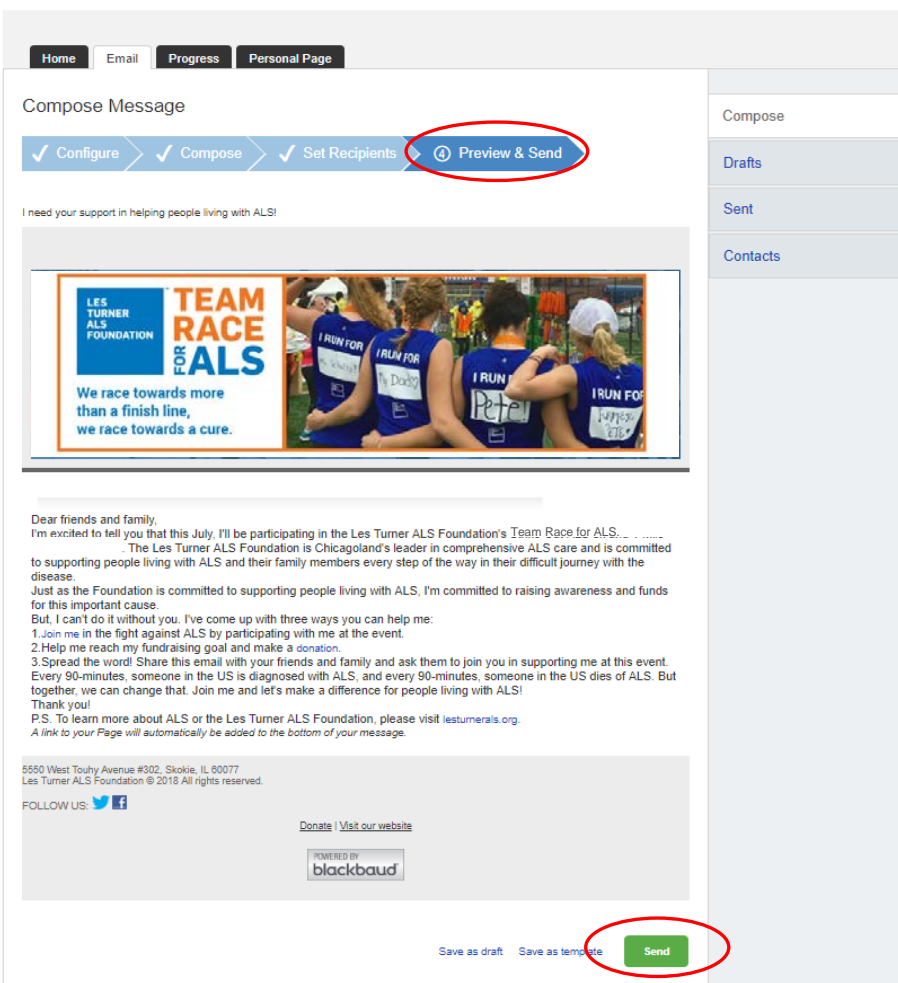 Home Email Progress Personal Page
Compose Message
Compose
Drafts
Sent
Contacts
Configure Compose Set Recipients 4 Preview & Send
I need your support in helping people living with ALS!
LES
TURNER
ALS
FOUNDATION
TEAM
RACE
FOR ALS
We race towards more
than a finish line,
we race towards a cure.
I RUN FOR
I RUN FOR
My Dad
I RUN
Pete!
I RUN FOR
Dear friends and family,
I'm excited to tell you that this July, I'll be participating in the Les Turner ALS Foundation's Team Race for ALS.
. The Les Turner ALS Foundation is Chicagoland's leader in comprehensive ALS care and is committed
to supporting people living with ALS and their family members every step of the way in their difficult journey with the
disease.
Just as the Foundation is committed to supporting people living with ALS, I'm committed to raising awareness and funds
for this important cause.
But, I can't do it without you. I've come up with three ways you can help me:
1.Join me in the fight against ALS by participating with me at the event.
2.Help me reach my fundraising goal and make a donation.
3.Spread the word! Share this email with your friends and family and ask them to join you in supporting me at this event.
Every 90-minutes, someone in the US is diagnosed with ALS, and every 90-minutes, someone in the US dies of ALS. But
together, we can change that. Join me and let's make a difference for people living with ALS!
Thank you!
P.S. To learn more about ALS or the Les Turner ALS Foundation, please visit lesturnerals.org.
A link to your Page will automatically be added to the bottom of your message.
5550 West Touhy Avenue #302, Skokie, IL 60077
Les Turner ALS Foundation © 2018 All rights reserved.
FOLLOW US:
Donate | Visit our website
POWERED BY
blackbaud
Save as draft Save as template Send